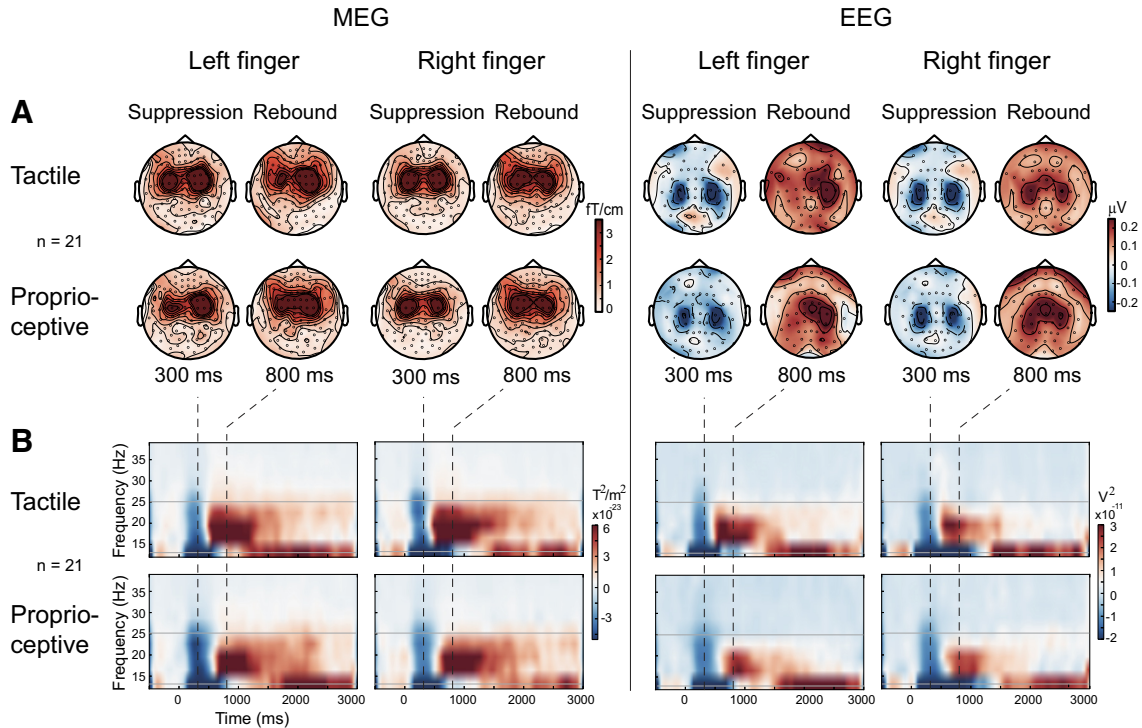 MEG EEG
Left finger Right finger Left finger Right finger
A Suppression Rebound Suppression Rebound Suppression Rebound Suppression Rebound
Tactile
fT/cm
3
2
1
0
µV
0.2
0.1
0
-0.1
-0.2
n = 21
Proprio-
ceptive
300 ms 800 ms 300 ms 800 ms 300 ms 800 ms 300 ms 800 ms
B
Tactile
Frequency (Hz)
35
30
25
20
15
T²/m²
x10⁻²³
6
3
0
-3
V²
x10⁻¹¹
3
2
1
0
-1
-2
n = 21
Proprio-
ceptive
Frequency (Hz)
35
30
25
20
15
0 1000 2000 3000 0 1000 2000 3000 0 1000 2000 3000 0 1000 2000 3000
Time (ms)